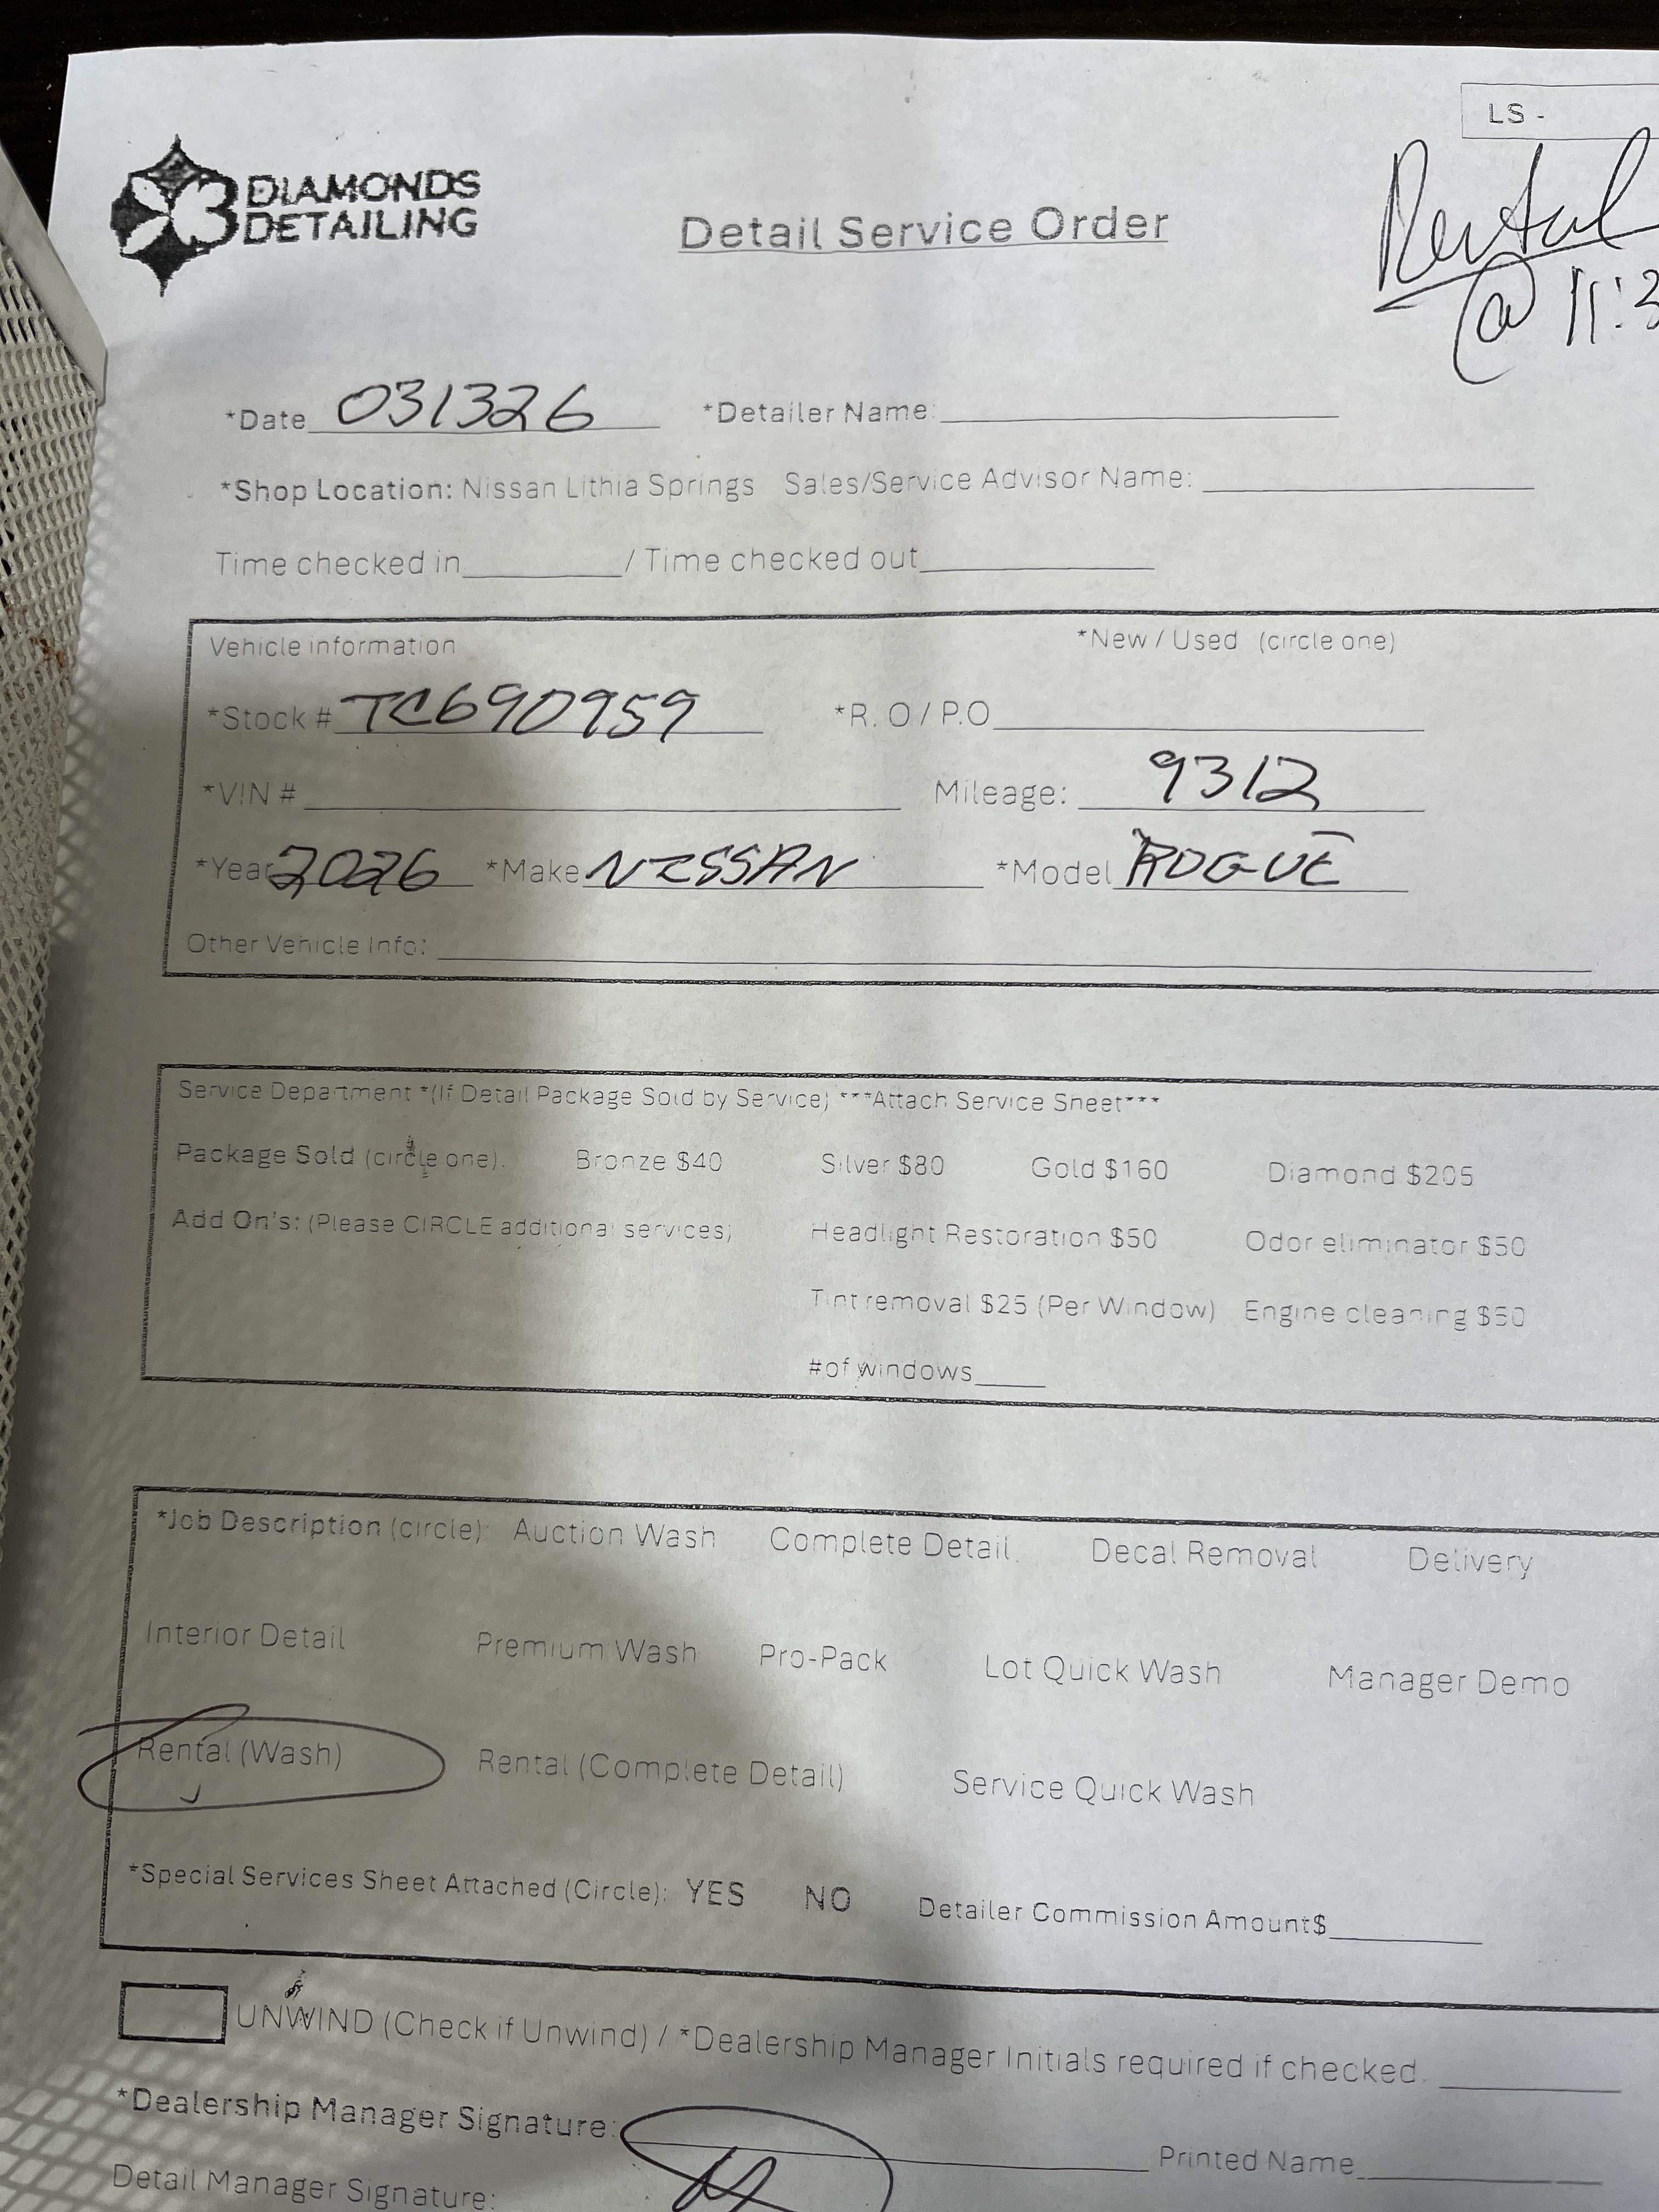 LS -
3 DIAMONDS
DETAILING
Detail Service Order
Rental
@ 11:3
*Date 031326 *Detailer Name:
*Shop Location: Nissan Lithia Springs Sales/Service Advisor Name:
Time checked in / Time checked out
Vehicle information *New / Used (circle one)
*Stock # TC690959 *R.O/P.O
*VIN # Mileage: 9312
*Year 2026 *Make NISSAN *Model ROGUE
Other Vehicle Info:
Service Department *(If Detail Package Sold by Service) ***Attach Service Sheet***
Package Sold (circle one). Bronze $40 Silver $80 Gold $160 Diamond $205
Add On's: (Please CIRCLE additional services) Headlight Restoration $50 Odor eliminator $50
Tint removal $25 (Per Window) Engine cleaning $50
#of windows
*Job Description (circle): Auction Wash Complete Detail Decal Removal Delivery
Interior Detail Premium Wash Pro-Pack Lot Quick Wash Manager Demo
Rental (Wash) Rental (Complete Detail) Service Quick Wash
*Special Services Sheet Attached (Circle): YES NO Detailer Commission Amount$
UNWIND (Check if Unwind) / *Dealership Manager Initials required if checked.
*Dealership Manager Signature: Printed Name
Detail Manager Signature: